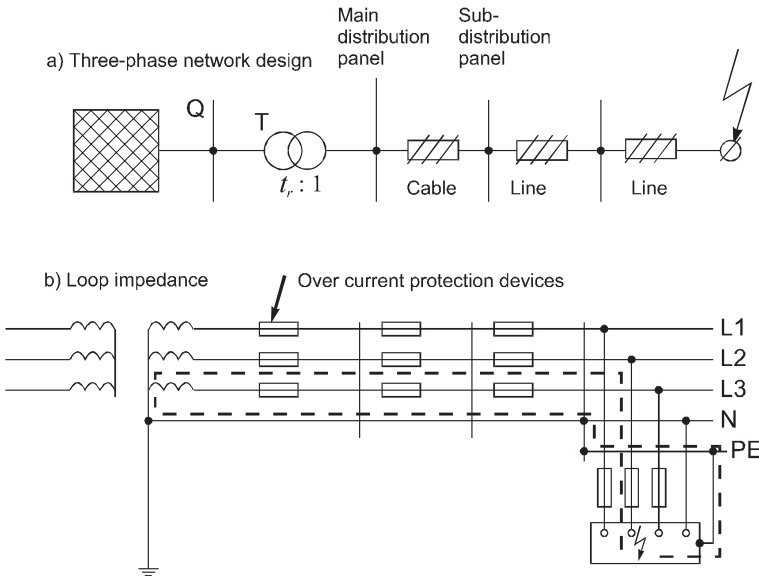 Main
distribution
panel
Sub-
distribution
panel
a) Three-phase network design
Q
T
t_r : 1
Cable
Line
Line
b) Loop impedance
Over current protection devices
L1
L2
L3
N
PE